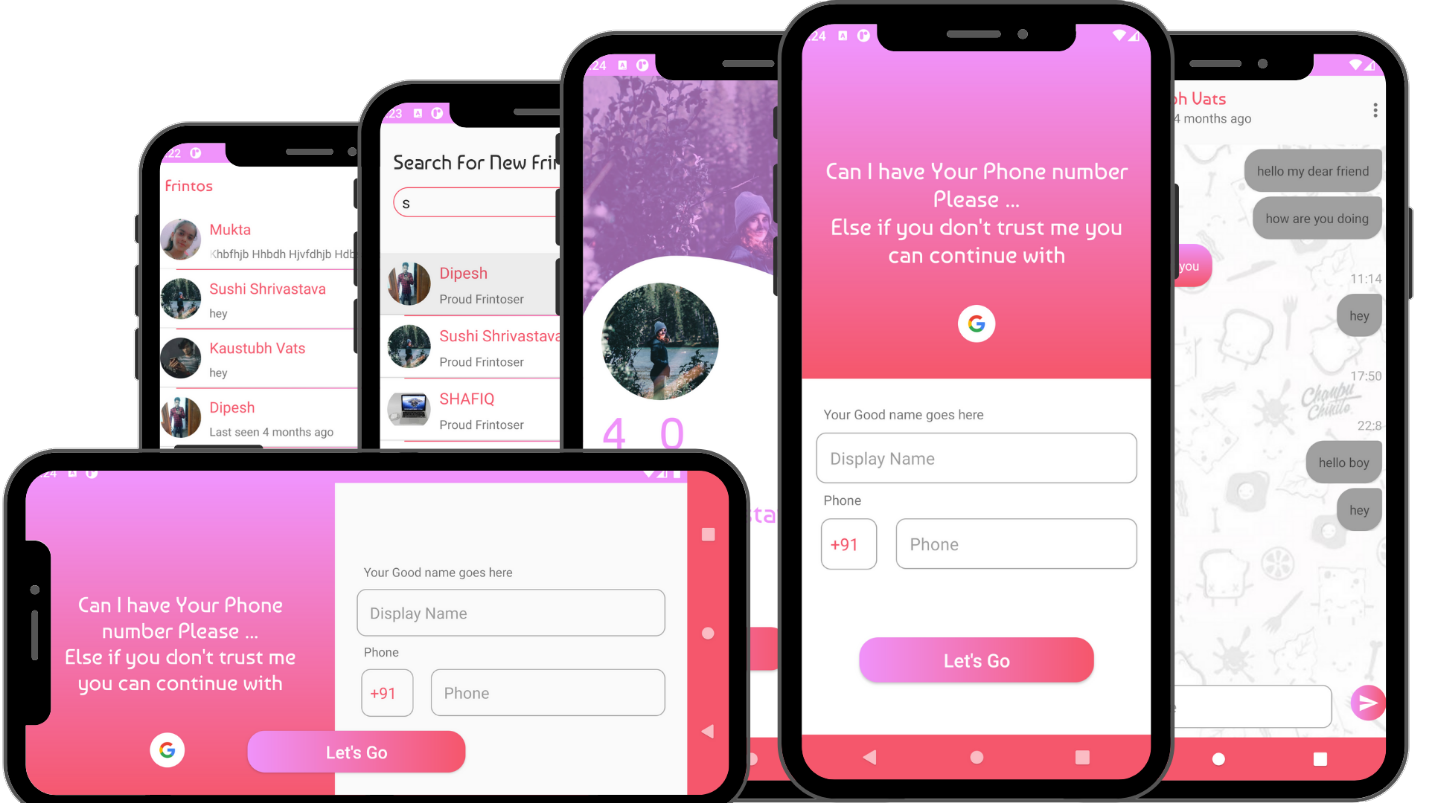 :22
Frintos
Mukta
Khbfhjb Hhbdh Hjvfdhjb Hdb
Sushi Shrivastava
hey
Kaustubh Vats
hey
Dipesh
Last seen 4 months ago
:23
Search For New Frin
s
Dipesh
Proud Frintoser
Sushi Shrivastava
Proud Frintoser
SHAFIQ
Proud Frintoser
:24
4 0
sta
:24
Can I have Your Phone number
Please ...
Else if you don't trust me you
can continue with
Your Good name goes here
Display Name
Phone
+91
Phone
Let's Go
bh Vats
4 months ago
hello my dear friend
how are you doing
you
11:14
hey
17:50
22:8
hello boy
hey
:24
Can I have Your Phone
number Please ...
Else if you don't trust me
you can continue with
Your Good name goes here
Display Name
Phone
+91
Phone
Let's Go